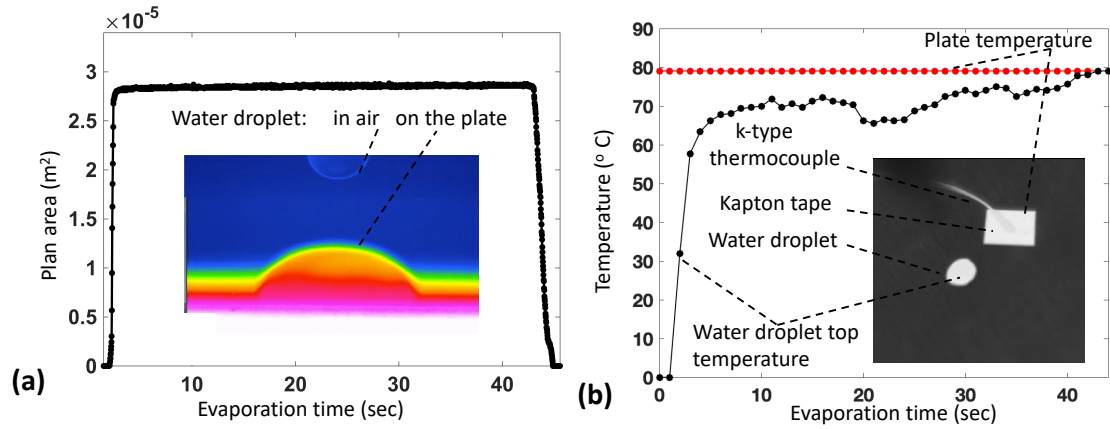 ×10⁻⁵
3
2.5
2
1.5
1
0.5
0
Plan area (m²)
Water droplet: in air on the plate
10
20
30
40
Evaporation time (sec)
(a)
90
80
70
60
50
40
30
20
10
0
Temperature (° C)
Plate temperature
k-type
thermocouple
Kapton tape
Water droplet
Water droplet top
temperature
0
10
20
30
40
Evaporation time (sec)
(b)